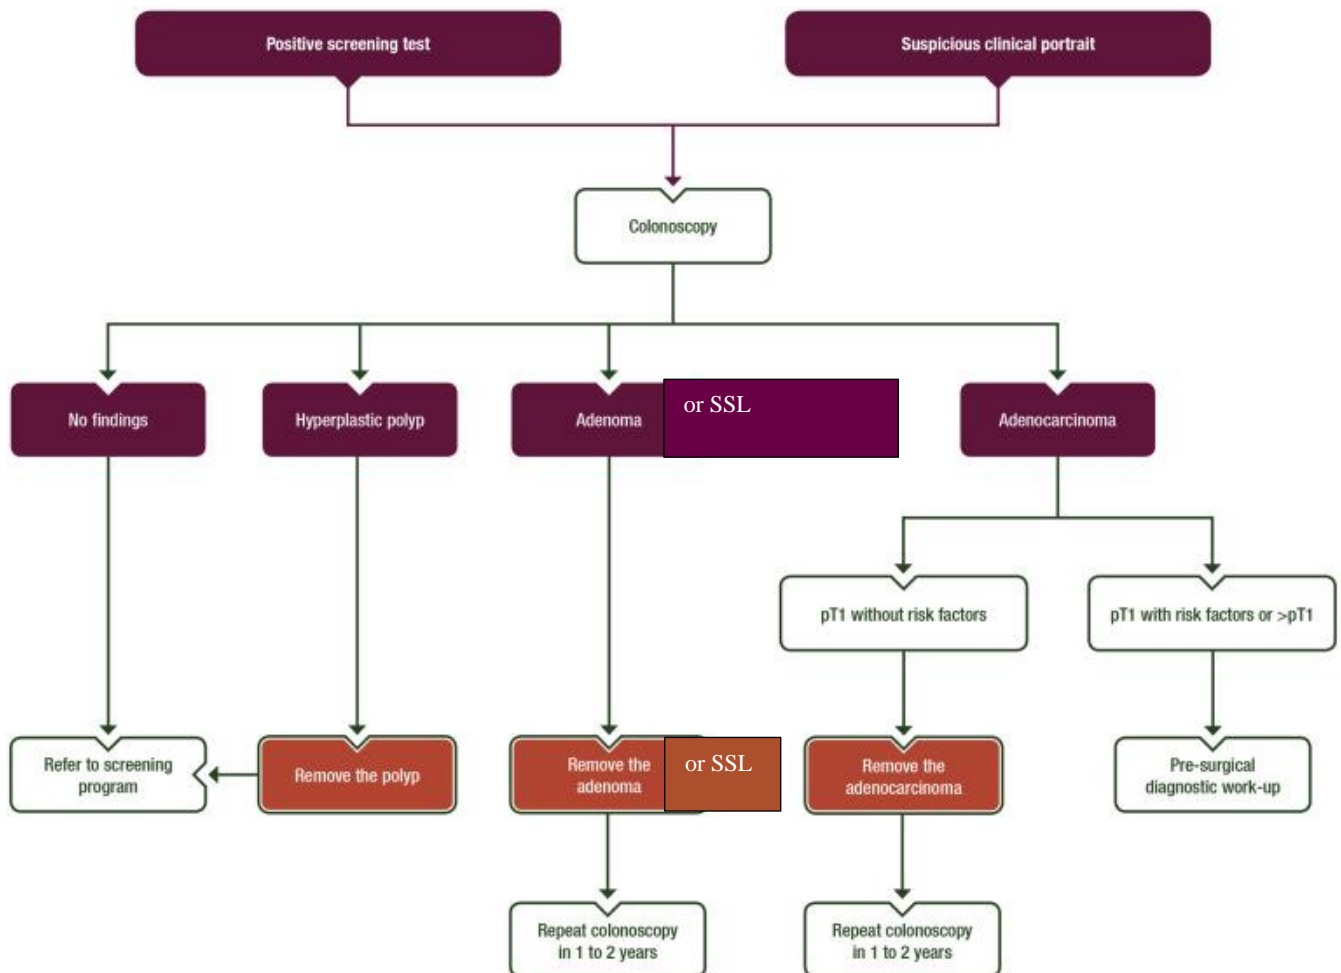 Positive screening test
Suspicious clinical portrait
Colonoscopy
No findings
Hyperplastic polyp
Adenoma
or SSL
Adenocarcinoma
pT1 without risk factors
pT1 with risk factors or >pT1
Refer to screening
program
Remove the polyp
Remove the
adenoma
or SSL
Remove the
adenocarcinoma
Pre-surgical
diagnostic work-up
Repeat colonoscopy
in 1 to 2 years
Repeat colonoscopy
in 1 to 2 years